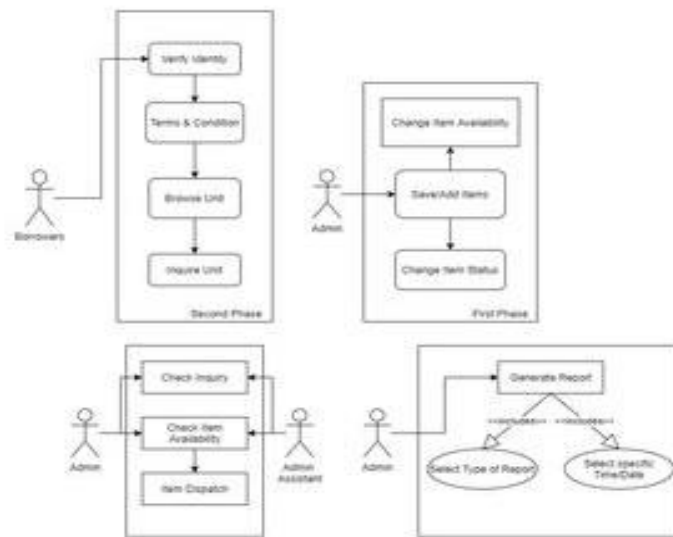 Verify Identity
Terms & Condition
Browse Unit
Inquire Unit
Second Phase
Borrowers
Change Item Availability
Save/Add Items
Change Item Status
First Phase
Admin
Check Inquiry
Check Item
Availability
Item Dispatch
Admin
Admin
Assistant
Generate Report
<<includes>>
<<includes>>
Select Type of Report
Select specific
Time/Date
Admin